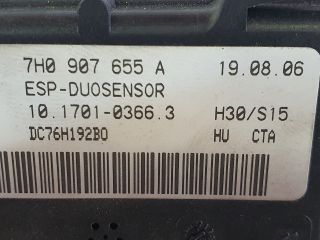 7H0 907 655 A 19.08.06
ESP-DUOSENSOR
10.1701-0366.3 H30/S15
DC76H192B0 HU CTA